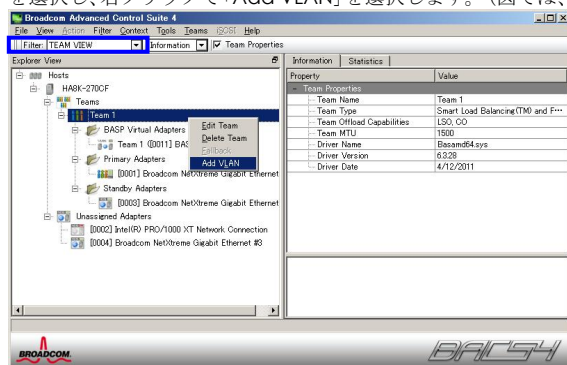 を選択し、右クリックで「Add VLAN」を選択します。(図では、
Broadcom Advanced Control Suite 4
File View Action Filter Context Tools Teams iSCSI Help
Filter: TEAM VIEW Information Team Properties
Explorer View
Hosts
HA8K-270CF
Teams
Team 1
BASP Virtual Adapters
Team 1 ([0011] BAS
Primary Adapters
[0001] Broadcom NetXtreme Gigabit Ethernet
Standby Adapters
[0003] Broadcom NetXtreme Gigabit Ethernet
Unassigned Adapters
[0002] Intel(R) PRO/1000 XT Network Connection
[0004] Broadcom NetXtreme Gigabit Ethernet #3
Edit Team
Delete Team
Fallback
Add VLAN
Information Statistics
Property Value
Team Properties
Team Name Team 1
Team Type Smart Load Balancing(TM) and F…
Team Offload Capabilities LSO, CO
Team MTU 1500
Driver Name Basamd64.sys
Driver Version 6.3.28
Driver Date 4/12/2011
BROADCOM.
BACS4